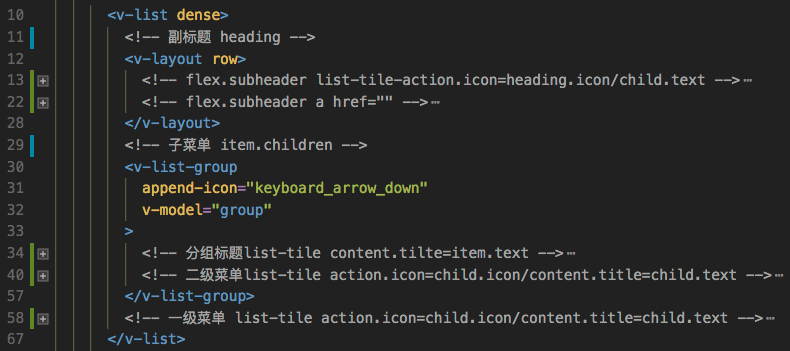 10 <v-list dense>
11 <!-- 副标题 heading -->
12 <v-layout row>
13 <!-- flex.subheader list-tile-action.icon=heading.icon/child.text -->⋯
22 <!-- flex.subheader a href="" -->⋯
28 </v-layout>
29 <!-- 子菜单 item.children -->
30 <v-list-group
31 append-icon="keyboard_arrow_down"
32 v-model="group"
33 >
34 <!-- 分组标题list-tile content.tilte=item.text -->⋯
40 <!-- 二级菜单list-tile action.icon=child.icon/content.title=child.text -->⋯
57 </v-list-group>
58 <!-- 一级菜单 list-tile action.icon=child.icon/content.title=child.text -->⋯
67 </v-list>